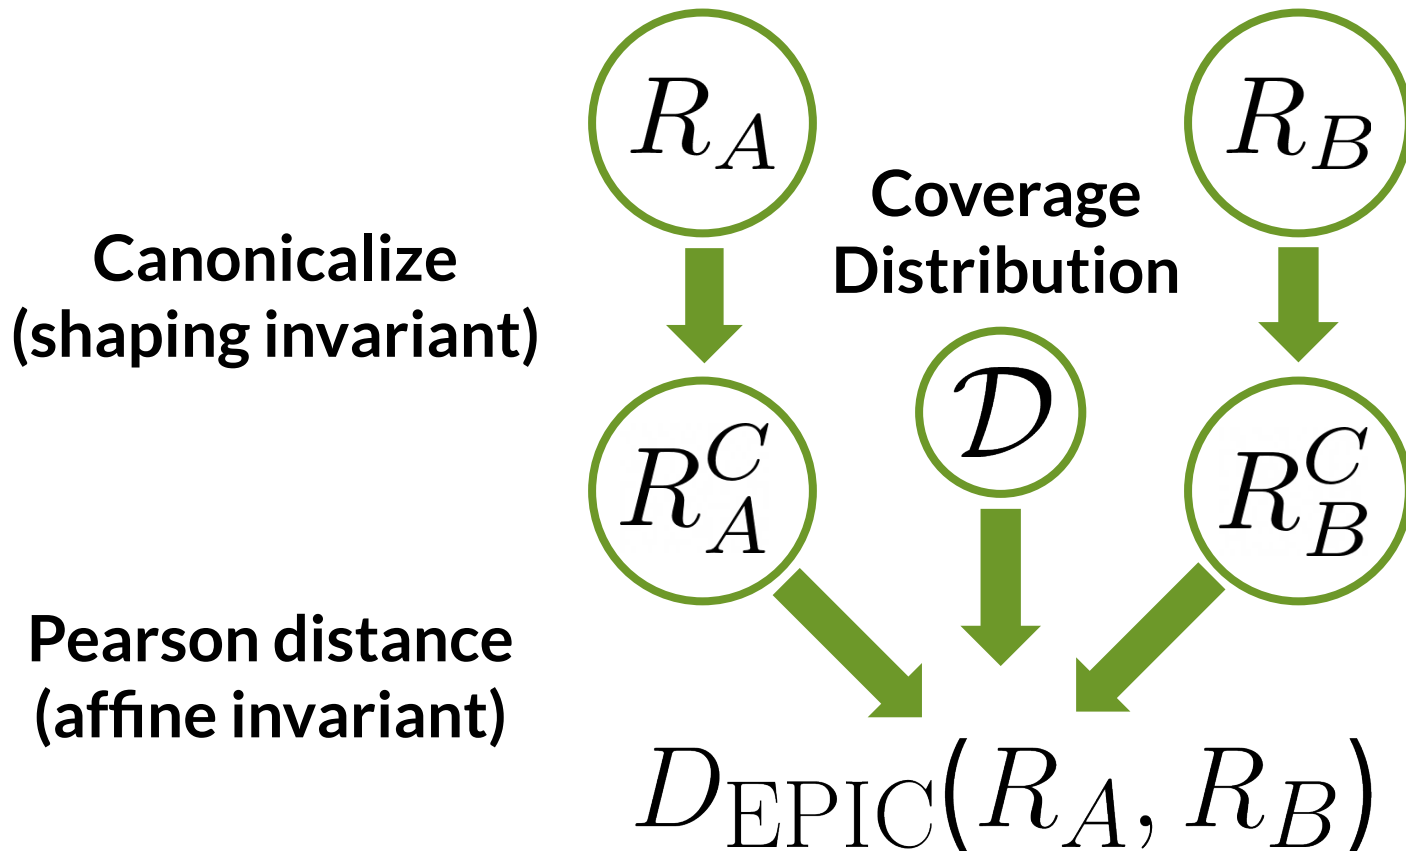 R_A
R_B
Coverage
Distribution
Canonicalize
(shaping invariant)
𝒟
R_A^C
R_B^C
Pearson distance
(affine invariant)
D_EPIC(R_A, R_B)